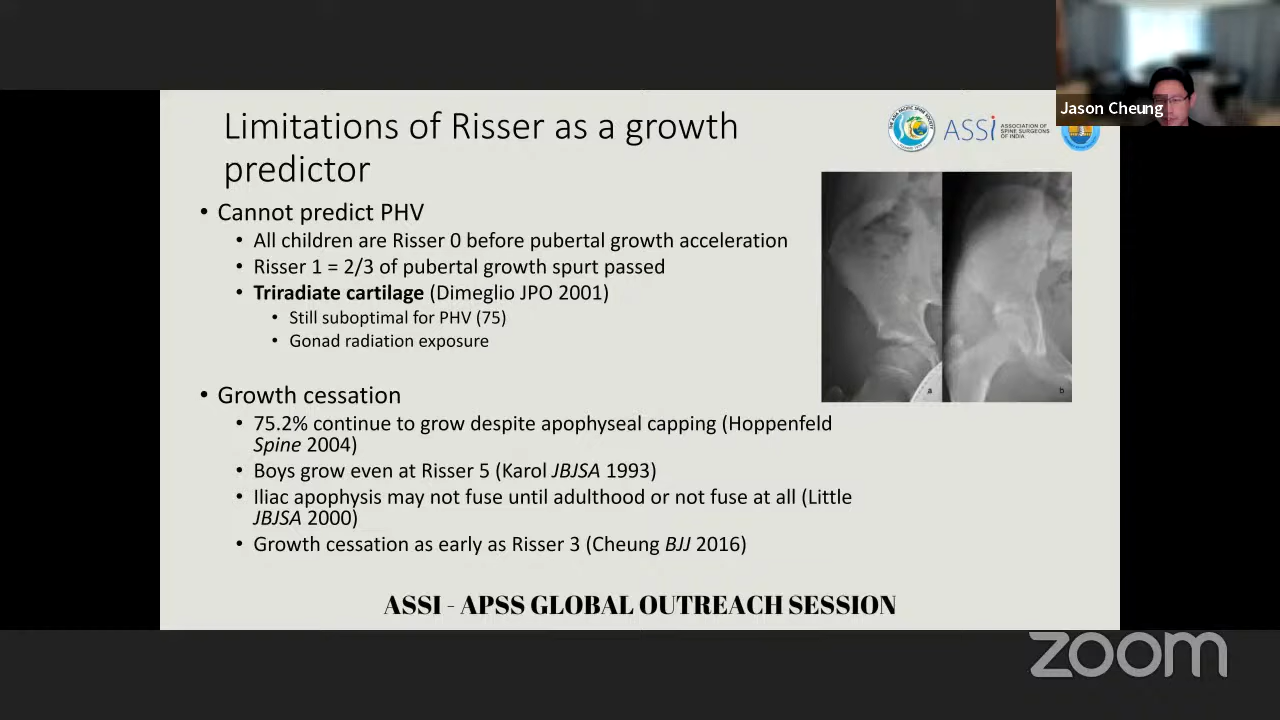 Jason Cheung
Limitations of Risser as a growth
predictor
ASSi ASSOCIATION OF
SPINE SURGEONS
OF INDIA
• Cannot predict PHV
• All children are Risser 0 before pubertal growth acceleration
• Risser 1 = 2/3 of pubertal growth spurt passed
• Triradiate cartilage (Dimeglio JPO 2001)
• Still suboptimal for PHV (75)
• Gonad radiation exposure
a
b
• Growth cessation
• 75.2% continue to grow despite apophyseal capping (Hoppenfeld
Spine 2004)
• Boys grow even at Risser 5 (Karol JBJSA 1993)
• Iliac apophysis may not fuse until adulthood or not fuse at all (Little
JBJSA 2000)
• Growth cessation as early as Risser 3 (Cheung BJJ 2016)
ASSI - APSS GLOBAL OUTREACH SESSION
zoom